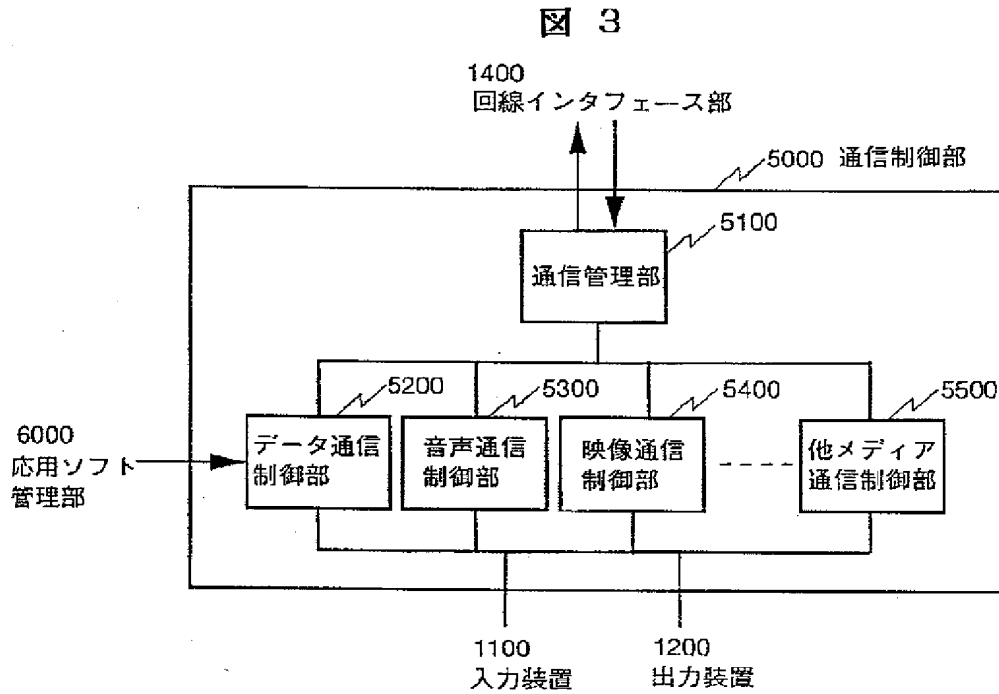 図 3
1400
回線インタフェース部
5000 通信制御部
5100
通信管理部
5200
5300
5400
5500
6000
応用ソフト
管理部
データ通信
制御部
音声通信
制御部
映像通信
制御部
他メディア
通信制御部
1100
入力装置
1200
出力装置